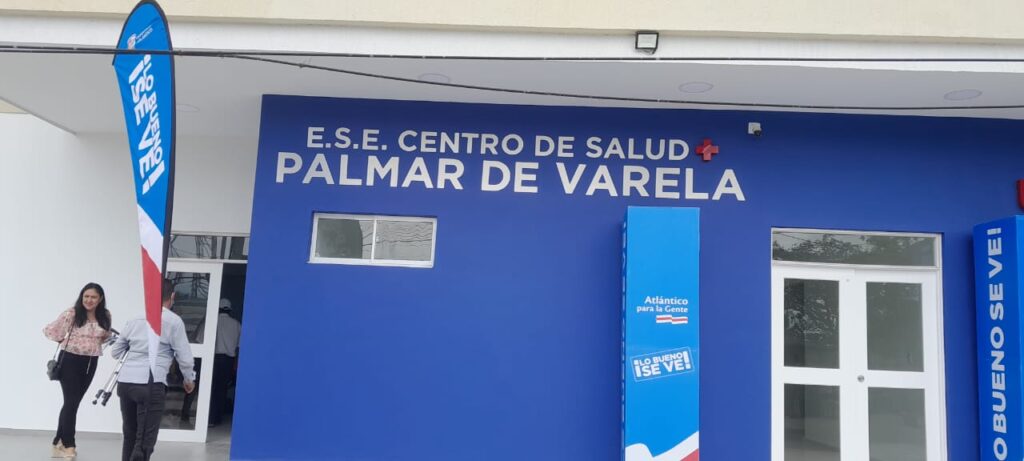 E.S.E. CENTRO DE SALUD
PALMAR DE VARELA
¡LO BUENO
SE VE!
Atlántico
para la Gente
¡LO BUENO
SE VE!
O BUENO SE VE!